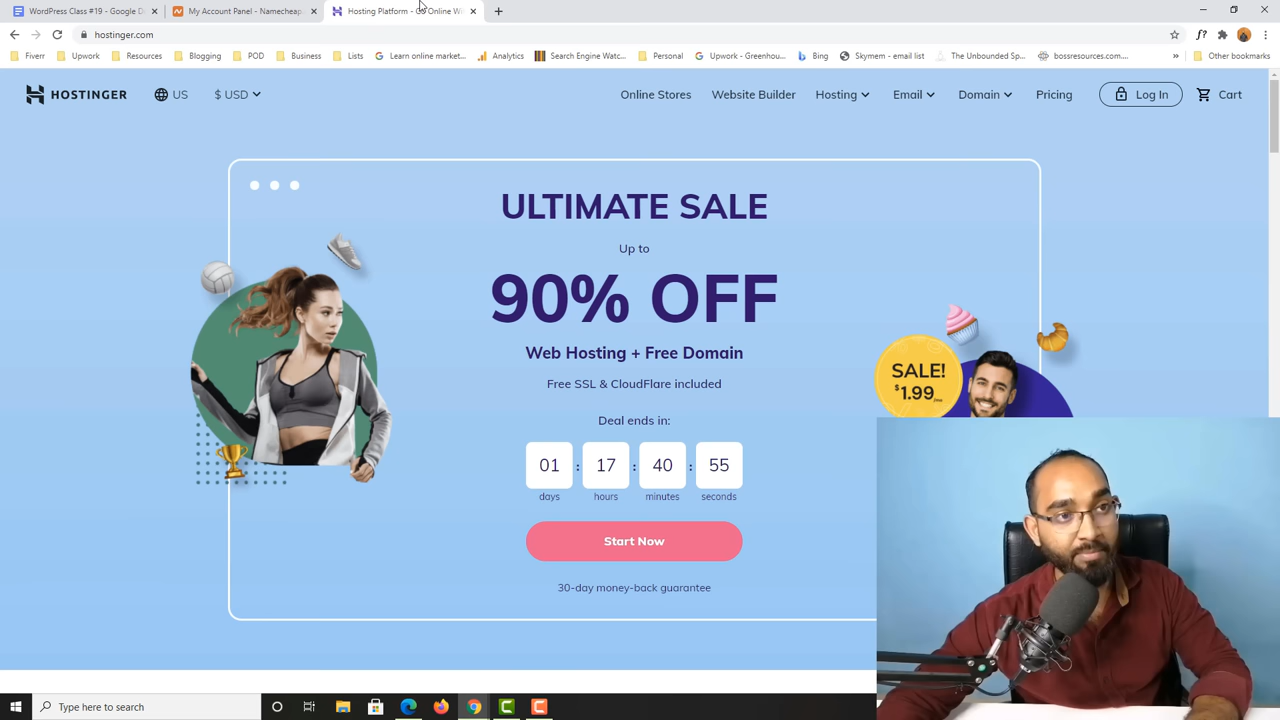 WordPress Class #19 - Google D
My Account Panel - Namecheap
Hosting Platform - Go Online Wi
hostinger.com
Fiverr
Upwork
Resources
Blogging
POD
Business
Lists
Learn online market...
Analytics
Search Engine Watc...
Personal
Upwork - Greenhou...
Bing
Skymem - email list
The Unbounded Sp...
bossresources.com....
»
Other bookmarks
HOSTINGER
US
$ USD
Online Stores
Website Builder
Hosting
Email
Domain
Pricing
Log In
Cart
ULTIMATE SALE
Up to
90% OFF
Web Hosting + Free Domain
Free SSL & CloudFlare included
Deal ends in:
01 : 17 : 40 : 55
days hours minutes seconds
Start Now
30-day money-back guarantee
SALE!
$1.99/mo
Type here to search